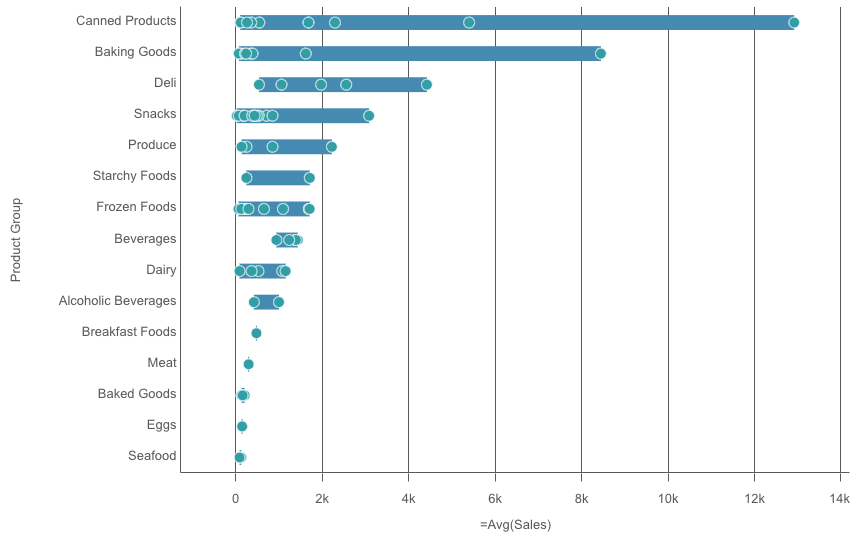 Product Group
Canned Products
Baking Goods
Deli
Snacks
Produce
Starchy Foods
Frozen Foods
Beverages
Dairy
Alcoholic Beverages
Breakfast Foods
Meat
Baked Goods
Eggs
Seafood
0 2k 4k 6k 8k 10k 12k 14k
=Avg(Sales)